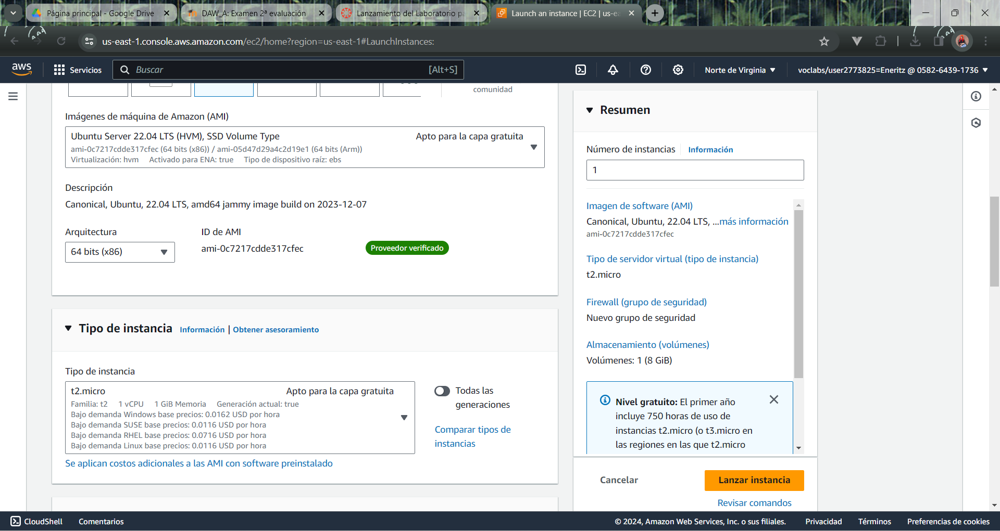 Página principal - Google Drive
DAW_A: Examen 2ª evaluación
Lanzamiento del Laboratorio pa
Launch an instance | EC2 | us-ea
us-east-1.console.aws.amazon.com/ec2/home?region=us-east-1#LaunchInstances:
aws
Servicios
Buscar
[Alt+S]
Norte de Virginia
voclabs/user2773825=Eneritz @ 0582-6439-1736
comunidad
Imágenes de máquina de Amazon (AMI)
Ubuntu Server 22.04 LTS (HVM), SSD Volume Type
Apto para la capa gratuita
ami-0c7217cdde317cfec (64 bits (x86)) / ami-05d47d29a4c2d19e1 (64 bits (Arm))
Virtualización: hvm Activado para ENA: true Tipo de dispositivo raíz: ebs
Descripción
Canonical, Ubuntu, 22.04 LTS, amd64 jammy image build on 2023-12-07
Arquitectura
ID de AMI
64 bits (x86)
ami-0c7217cdde317cfec
Proveedor verificado
Tipo de instancia
Información | Obtener asesoramiento
Tipo de instancia
t2.micro
Apto para la capa gratuita
Familia: t2 1 vCPU 1 GiB Memoria Generación actual: true
Bajo demanda Windows base precios: 0.0162 USD por hora
Bajo demanda SUSE base precios: 0.0116 USD por hora
Bajo demanda RHEL base precios: 0.0716 USD por hora
Bajo demanda Linux base precios: 0.0116 USD por hora
Todas las
generaciones
Comparar tipos de
instancias
Se aplican costos adicionales a las AMI con software preinstalado
Resumen
Número de instancias
Información
1
Imagen de software (AMI)
Canonical, Ubuntu, 22.04 LTS, ...más información
ami-0c7217cdde317cfec
Tipo de servidor virtual (tipo de instancia)
t2.micro
Firewall (grupo de seguridad)
Nuevo grupo de seguridad
Almacenamiento (volúmenes)
Volúmenes: 1 (8 GiB)
Nivel gratuito: El primer año
incluye 750 horas de uso de
instancias t2.micro (o t3.micro en
las regiones en las que t2.micro
Cancelar
Lanzar instancia
Revisar comandos
CloudShell
Comentarios
© 2024, Amazon Web Services, Inc. o sus filiales.
Privacidad
Términos
Preferencias de cookies